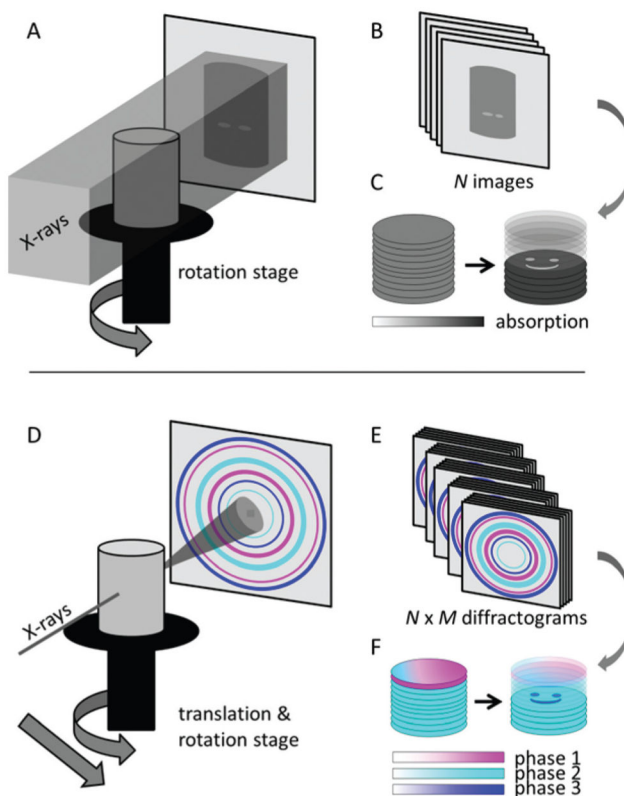 A
X-rays
rotation stage
B
N images
C
absorption
D
X-rays
translation &
rotation stage
E
N x M diffractograms
F
phase 1
phase 2
phase 3